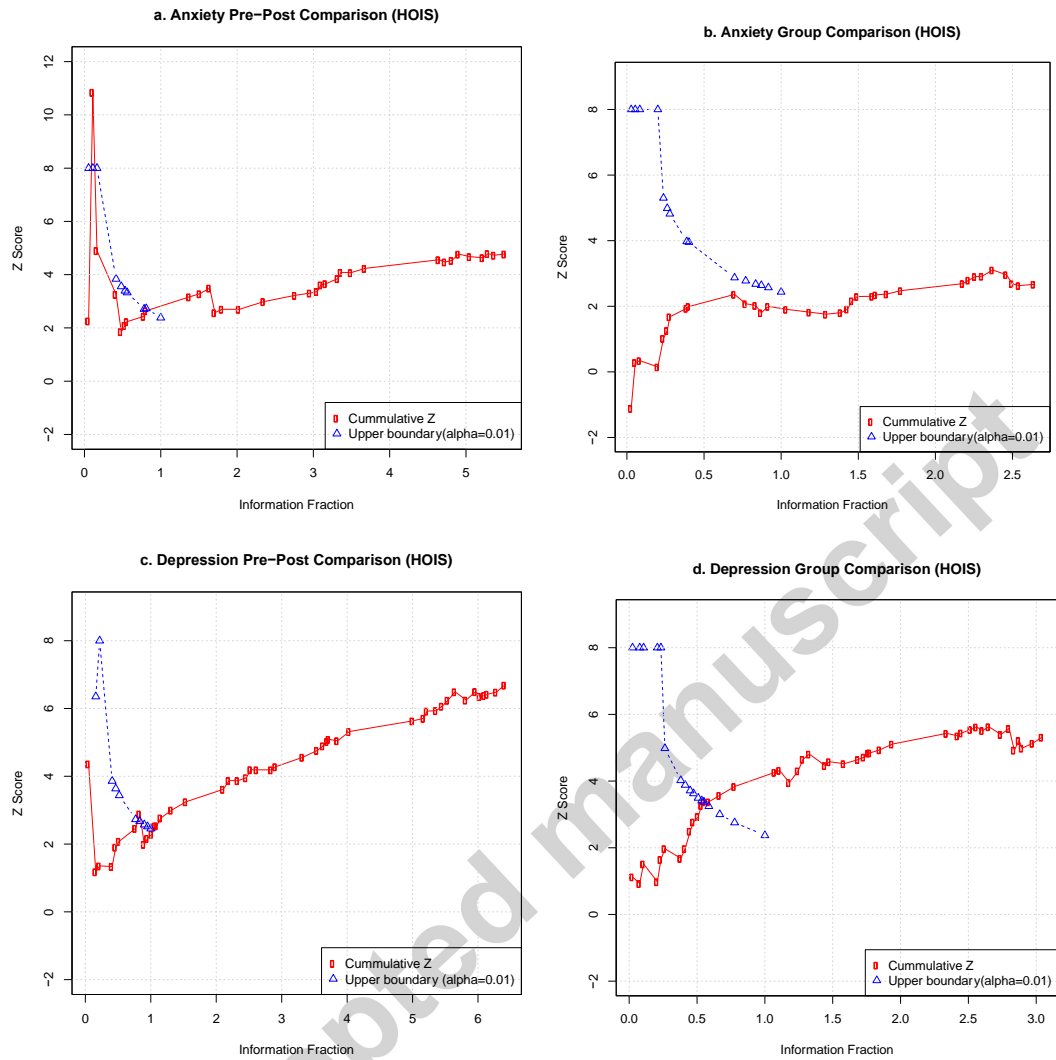 a. Anxiety Pre−Post Comparison (HOIS)
Z Score
12
10
8
6
4
2
0
-2
0 1 2 3 4 5
Information Fraction
Cummulative Z
Upper boundary(alpha=0.01)
b. Anxiety Group Comparison (HOIS)
Z Score
8
6
4
2
0
-2
0.0 0.5 1.0 1.5 2.0 2.5
Information Fraction
Cummulative Z
Upper boundary(alpha=0.01)
c. Depression Pre−Post Comparison (HOIS)
Z Score
8
6
4
2
0
-2
0 1 2 3 4 5 6
Information Fraction
Cummulative Z
Upper boundary (alpha=0.01)
d. Depression Group Comparison (HOIS)
Z Score
8
6
4
2
0
-2
0.0 0.5 1.0 1.5 2.0 2.5 3.0
Information Fraction
Cummulative Z
Upper boundary(alpha=0.01)
pted manuscript